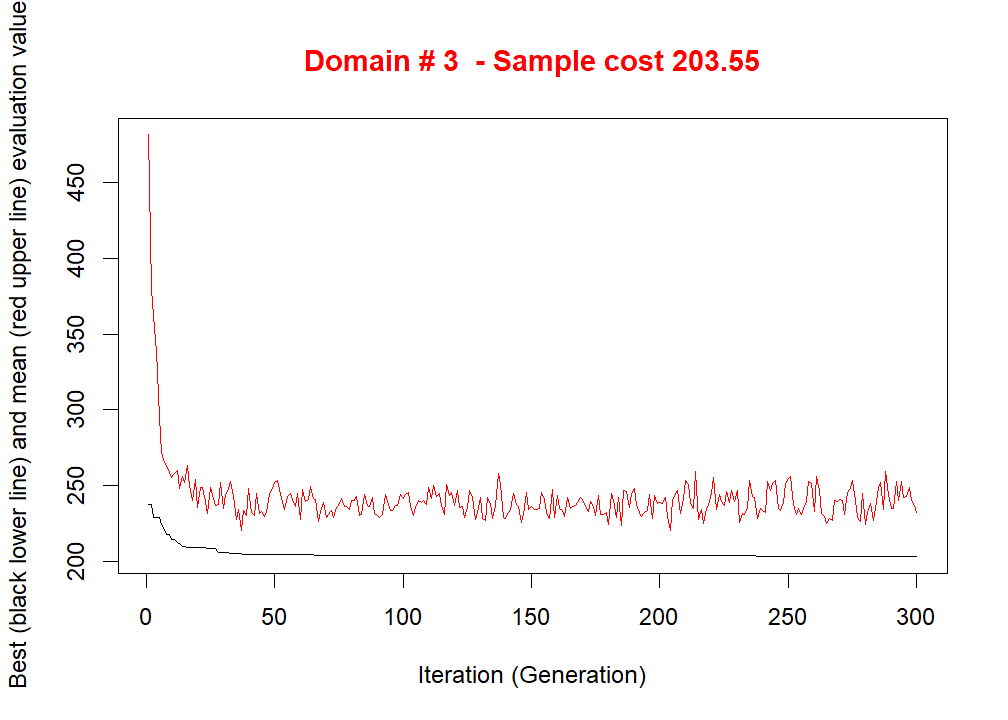 Domain # 3  - Sample cost 203.55
Best (black lower line) and mean (red upper line) evaluation value
450
400
350
300
250
200
0 50 100 150 200 250 300
Iteration (Generation)